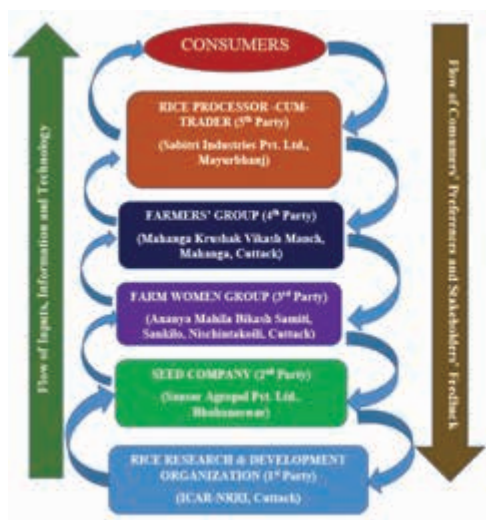 CONSUMERS
RICE PROCESSOR -CUM-
TRADER (5th Party)
(Sabitri Industries Pvt. Ltd.,
Mayurbhanj)
FARMERS' GROUP (4th Party)
(Mahanga Krushak Vikash Manch,
Mahanga, Cuttack)
FARM WOMEN GROUP (3rd Party)
(Ananya Mahila Bikash Samiti,
Sankilo, Nischintakoili, Cuttack)
SEED COMPANY (2nd Party)
(Sansar Agropol Pvt. Ltd.,
Bhubaneswar)
RICE RESEARCH & DEVELOPMENT
ORGANIZATION (1st Party)
(ICAR-NRRI, Cuttack)
Flow of Inputs, Information and Technology
Flow of Consumers' Preferences and Stakeholders' Feedback